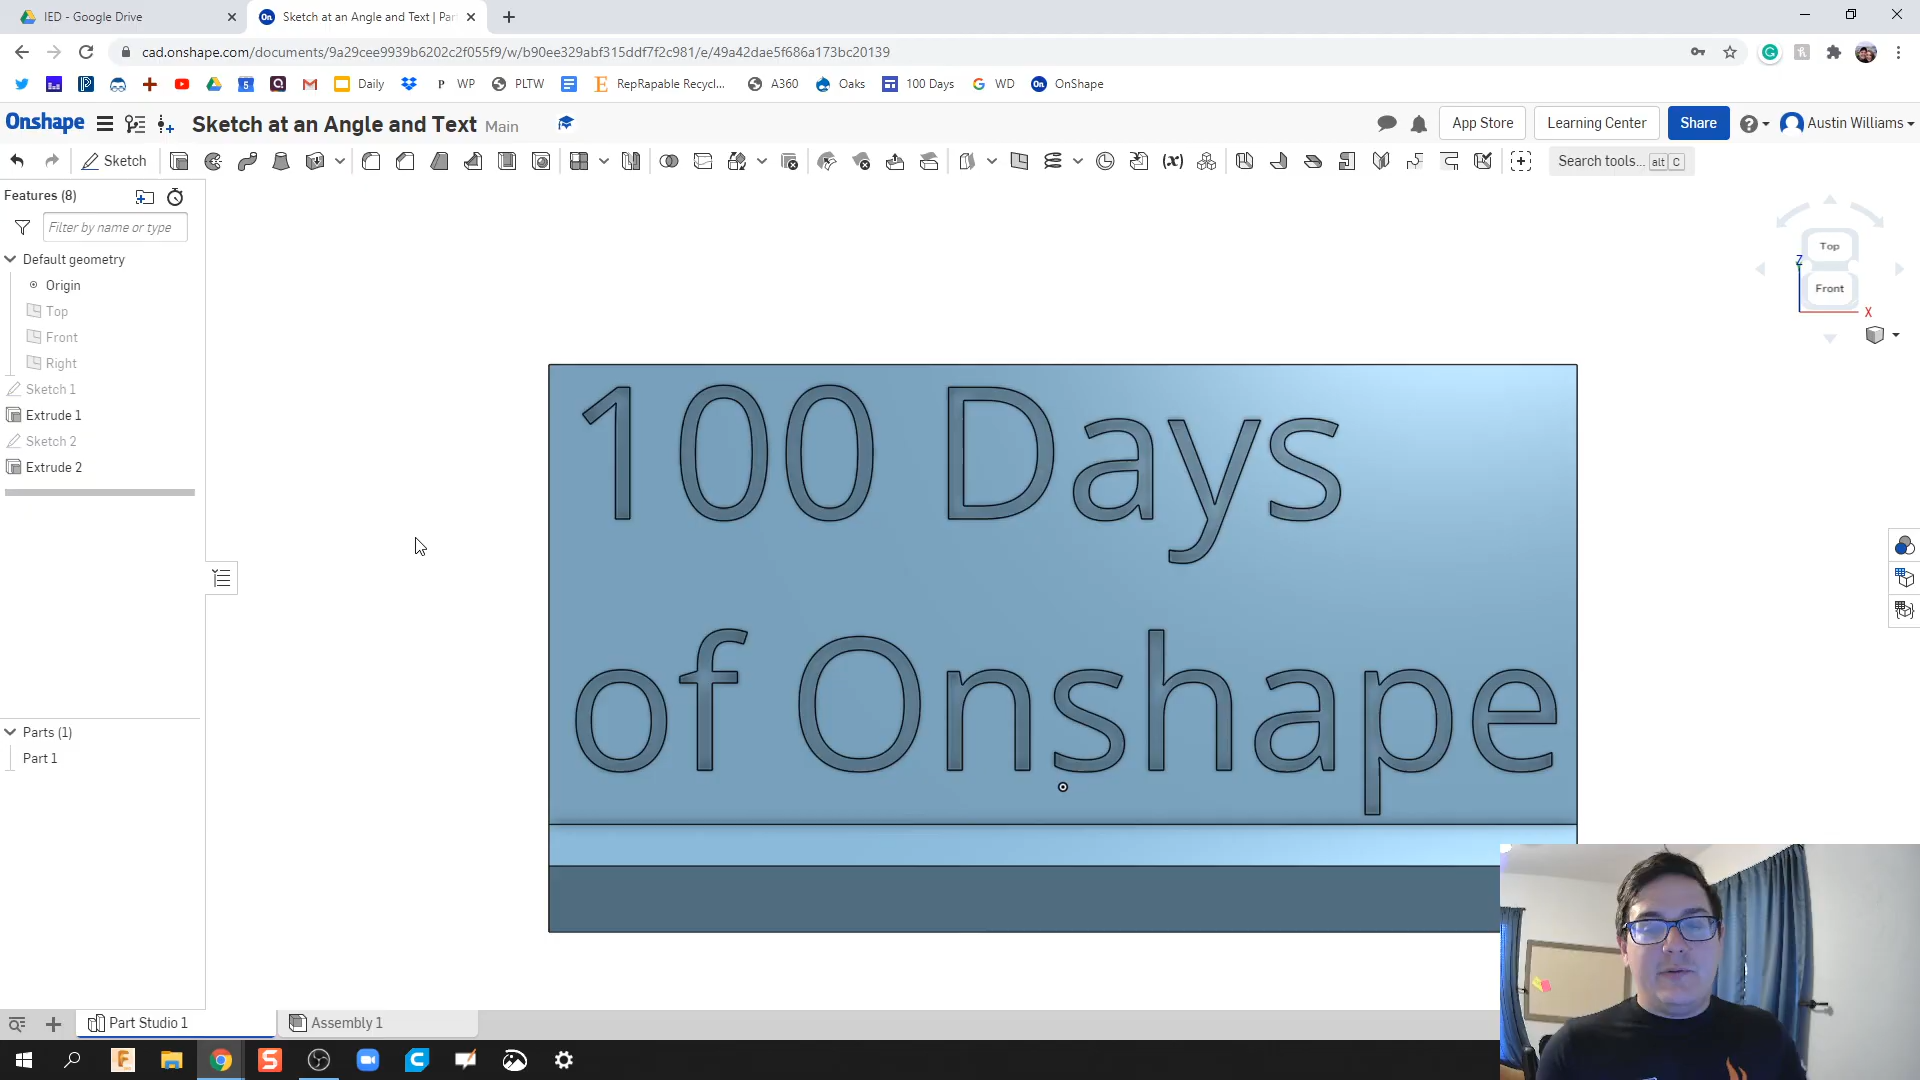 IED - Google Drive
Sketch at an Angle and Text | Par
cad.onshape.com/documents/9a29cee9939b6202c2f055f9/w/b90ee329abf315ddf7f2c981/e/49a42dae5f686a173bc20139
Daily
WP
PLTW
RepRapable Recycl...
A360
Oaks
100 Days
WD
OnShape
Onshape
Sketch at an Angle and Text Main
App Store
Learning Center
Share
Austin Williams
Sketch
Search tools... alt C
Features (8)
Filter by name or type
Default geometry
Origin
Top
Front
Right
Sketch 1
Extrude 1
Sketch 2
Extrude 2
Parts (1)
Part 1
Top
Z
Front
X
100 Days
of Onshape
Part Studio 1
Assembly 1